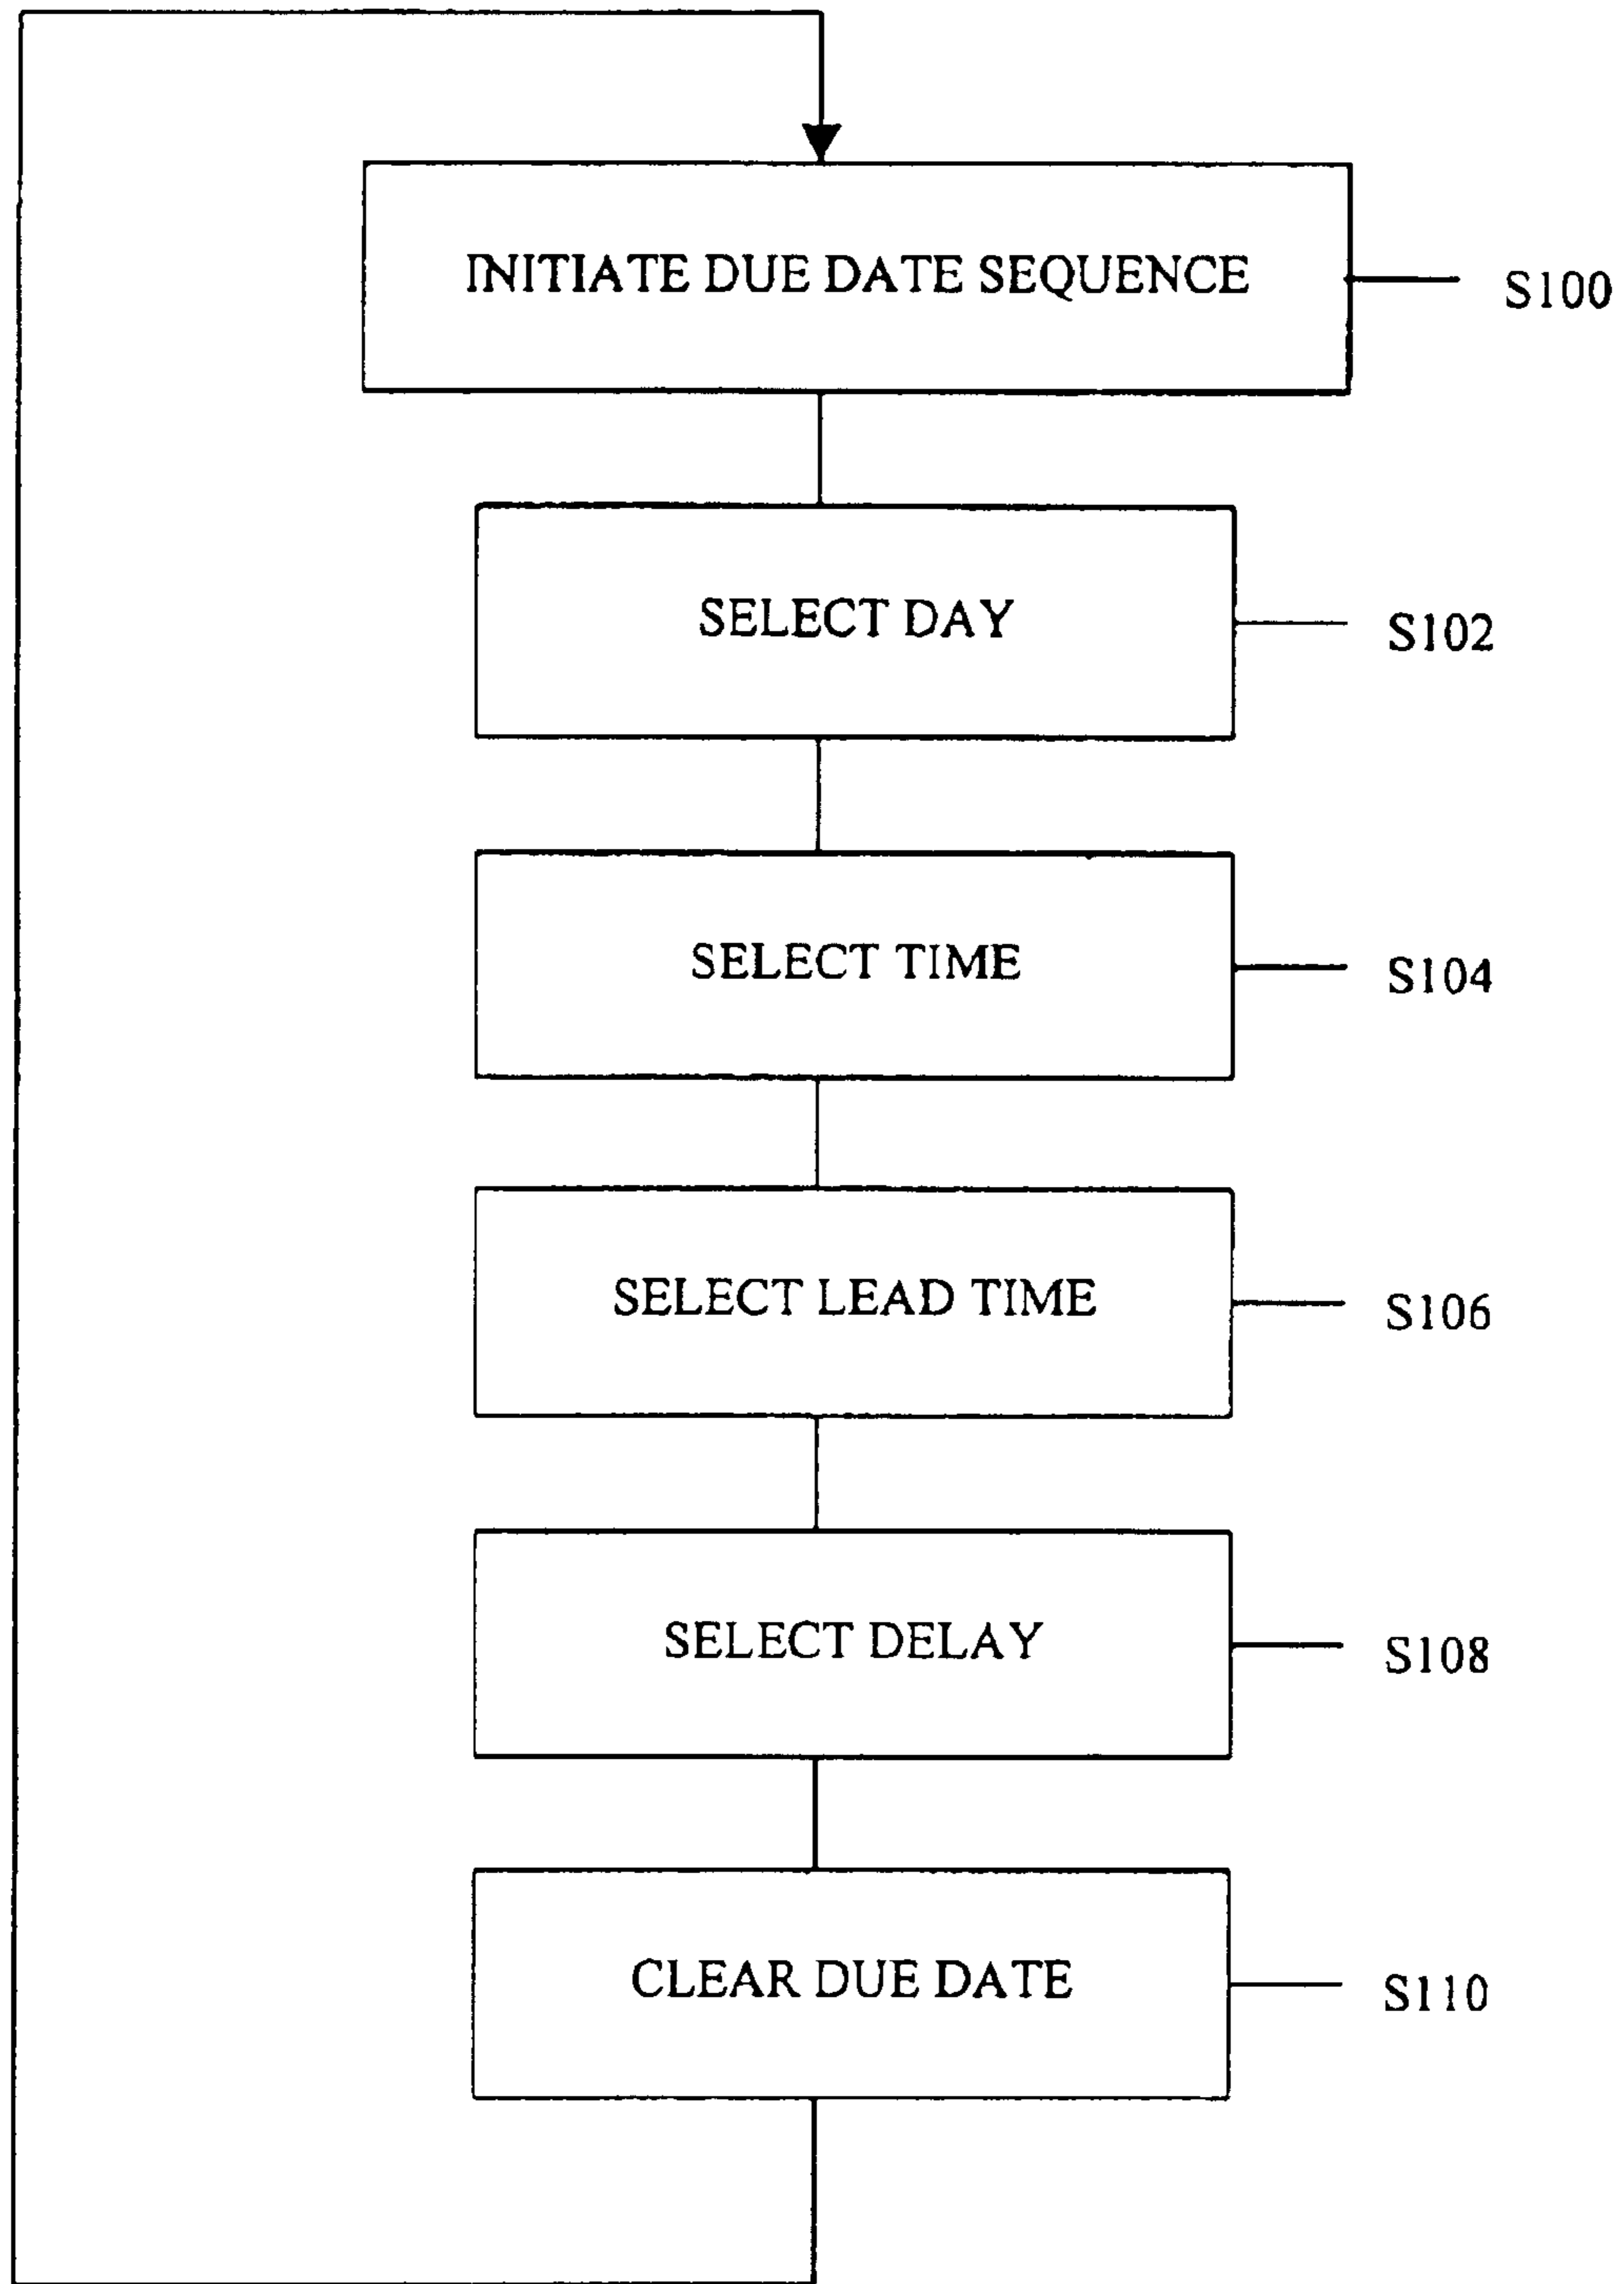 INITIATE DUE DATE SEQUENCE
S100
SELECT DAY
S102
SELECT TIME
S104
SELECT LEAD TIME
S106
SELECT DELAY
S108
CLEAR DUE DATE
S110